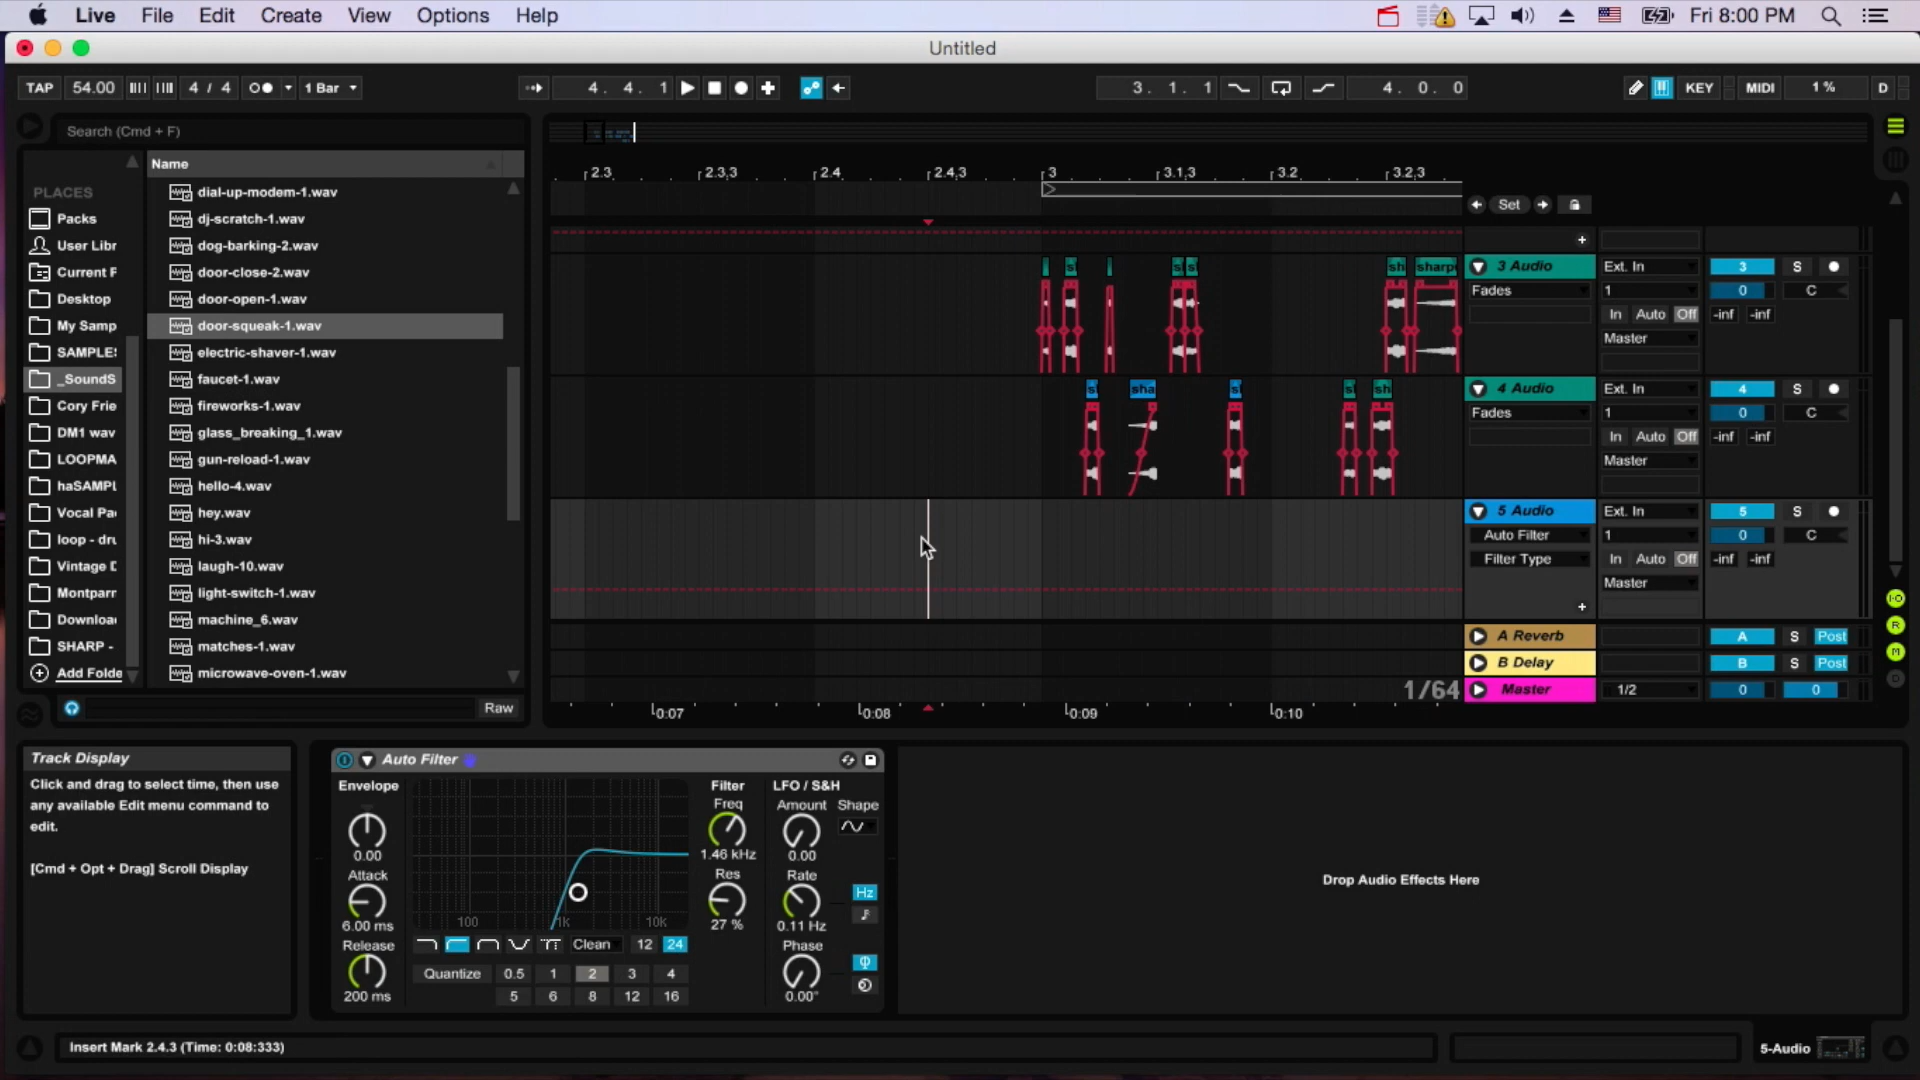 Live File Edit Create View Options Help Fri 8:00 PM
Untitled
TAP 54.00 4 / 4 1 Bar 4. 4. 1 3. 1. 1 4. 0. 0 KEY MIDI 1 % D
Search (Cmd + F)
Name
PLACES
Packs
User Libr
Current F
Desktop
My Samp
SAMPLE
_SoundS
Cory Frie
DM1 wav
LOOPMA
haSAMPL
Vocal Pa
loop - dru
Vintage D
Montparn
Download
SHARP -
Add Folde
dial-up-modem-1.wav
dj-scratch-1.wav
dog-barking-2.wav
door-close-2.wav
door-open-1.wav
door-squeak-1.wav
electric-shaver-1.wav
faucet-1.wav
fireworks-1.wav
glass_breaking_1.wav
gun-reload-1.wav
hello-4.wav
hey.wav
hi-3.wav
laugh-10.wav
light-switch-1.wav
machine_6.wav
matches-1.wav
microwave-oven-1.wav
Raw
2.3 2.3,3 2.4 2.4,3 3 3.1,3 3.2 3.2,3
Set
s s s sh sharp
3 Audio Ext. In 3 S
Fades 1 0 C
In Auto Off -inf -inf
Master
s sha s s sh
4 Audio Ext. In 4 S
Fades 1 0 C
In Auto Off -inf -inf
Master
5 Audio Ext. In 5 S
Auto Filter 1 0 C
Filter Type In Auto Off -inf -inf
Master
A Reverb A S Post
B Delay B S Post
1/64 Master 1/2 0 0
I-O
R
M
D
0:07 0:08 0:09 0:10
Track Display
Click and drag to select time, then use
any available Edit menu command to
edit.
[Cmd + Opt + Drag] Scroll Display
Auto Filter
Envelope
0.00
Attack
6.00 ms
Release
200 ms
100 1k 10k
Clean 12 24
Quantize 0.5 1 2 3 4
5 6 8 12 16
Filter
Freq
1.46 kHz
Res
27 %
LFO / S&H
Amount Shape
0.00
Rate
Hz
0.11 Hz
Phase
0.00°
Drop Audio Effects Here
Insert Mark 2.4.3 (Time: 0:08:333)
5-Audio